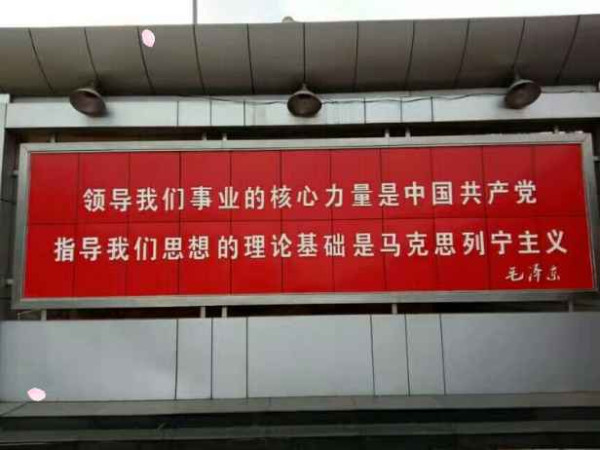 领导我们事业的核心力量是中国共产党
指导我们思想的理论基础是马克思列宁主义
毛泽东